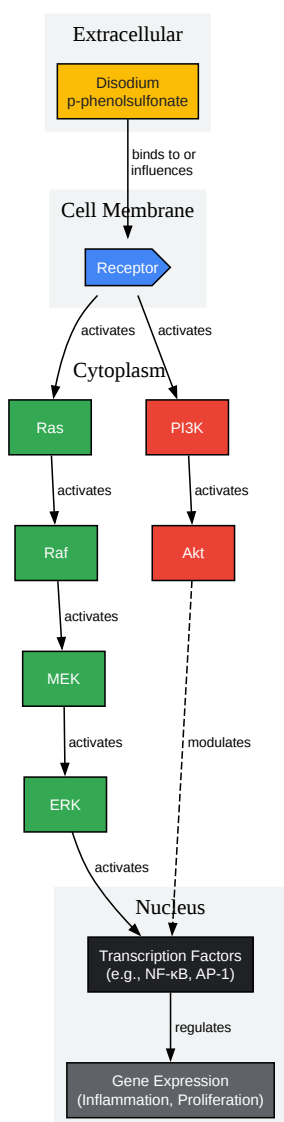 Extracellular
Disodium
p-phenolsulfonate
binds to or
influences
Cell Membrane
Receptor
activates
activates
Cytoplasm
Ras
PI3K
activates
activates
Raf
Akt
activates
MEK
activates
modulates
ERK
activates
Nucleus
Transcription Factors
(e.g., NF-κB, AP-1)
regulates
Gene Expression
(Inflammation, Proliferation)